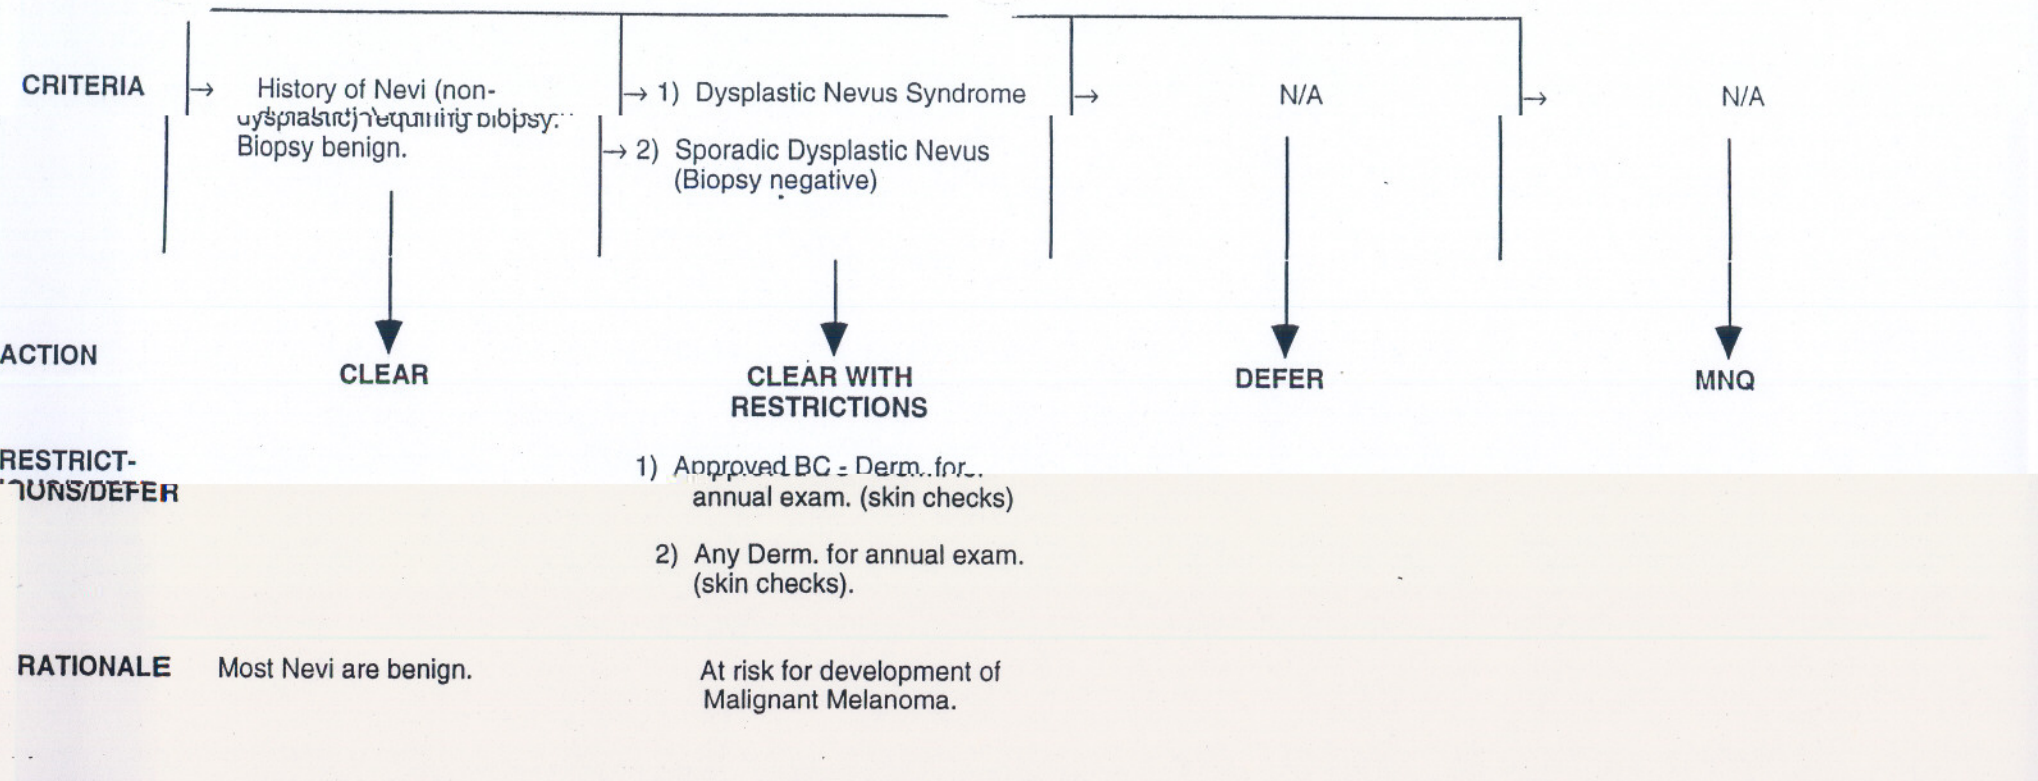 CRITERIA
→ History of Nevi (non-
dysplastic) requiring bibpsy.
Biopsy benign.
→ 1) Dysplastic Nevus Syndrome
→ 2) Sporadic Dysplastic Nevus
(Biopsy negative)
→ N/A
→ N/A
ACTION
CLEAR
CLEAR WITH
RESTRICTIONS
DEFER
MNQ
RESTRICT-
IONS/DEFER
1) Approved BC - Derm. for
annual exam. (skin checks)
2) Any Derm. for annual exam.
(skin checks).
RATIONALE
Most Nevi are benign.
At risk for development of
Malignant Melanoma.